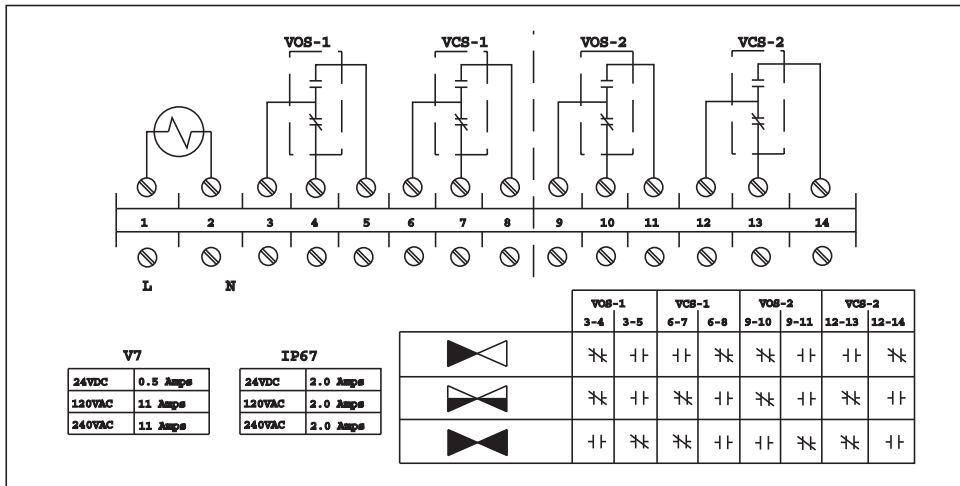 VOS-1 VCS-1 VOS-2 VCS-2
1 2 3 4 5 6 7 8 9 10 11 12 13 14
L N
VOS-1 VCS-1 VOS-2 VCS-2
3-4 3-5 6-7 6-8 9-10 9-11 12-13 12-14
V7
24VDC 0.5 Amps
120VAC 11 Amps
240VAC 11 Amps
IP67
24VDC 2.0 Amps
120VAC 2.0 Amps
240VAC 2.0 Amps